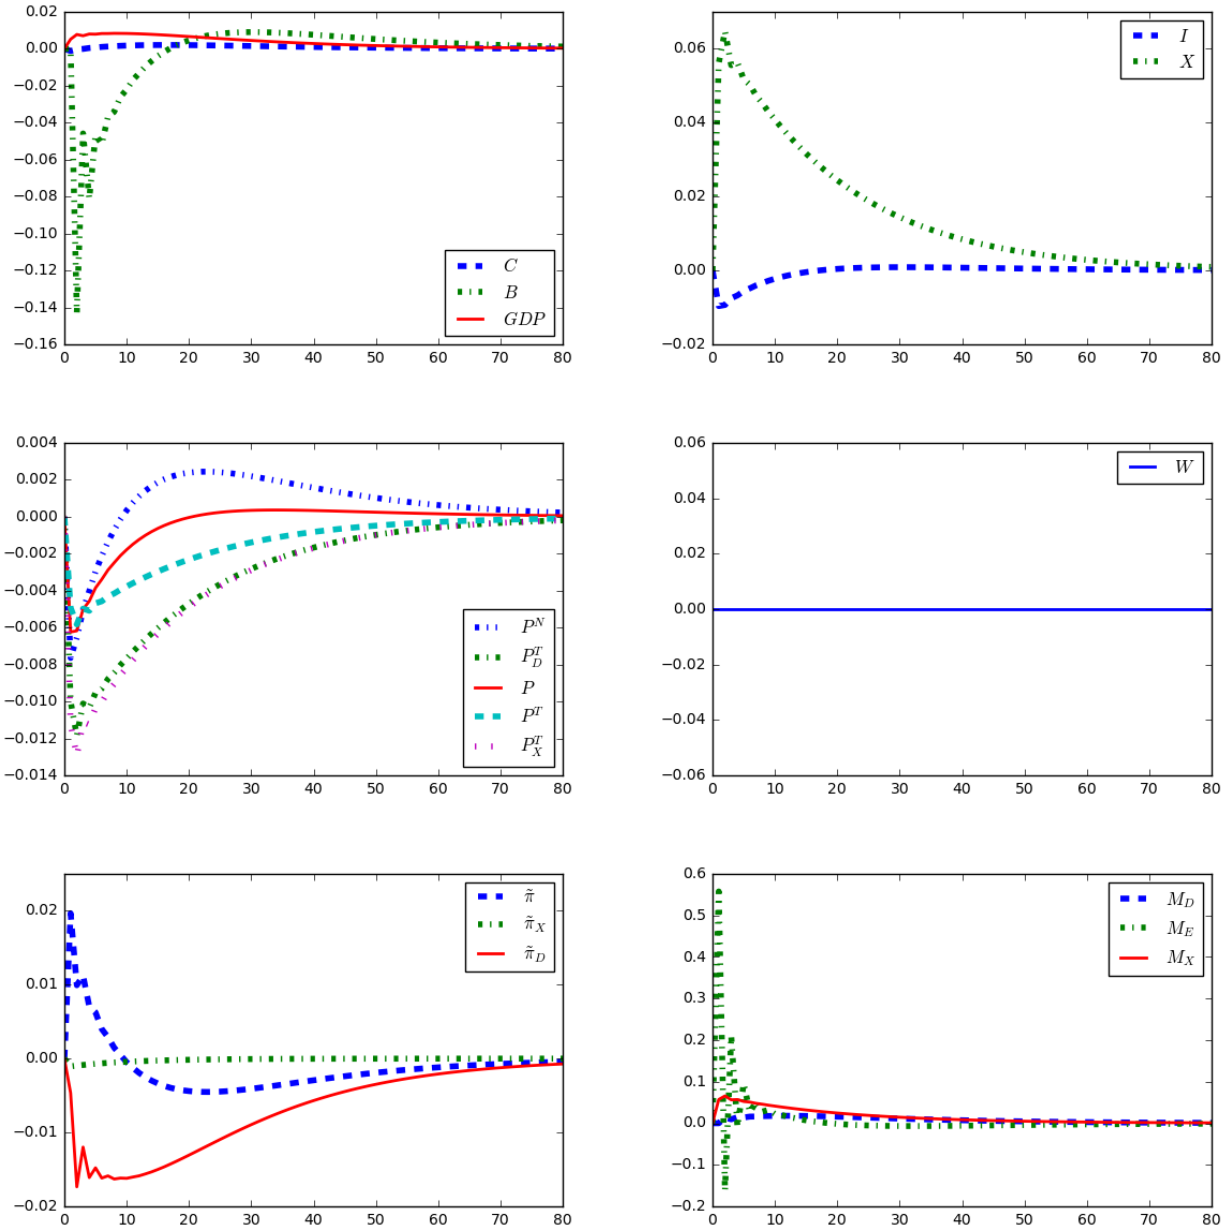 0.02
0.00
−0.02
−0.04
−0.06
−0.08
−0.10
−0.12
−0.14
−0.16
0 10 20 30 40 50 60 70 80
C
B
GDP
0.06
0.04
0.02
0.00
−0.02
0 10 20 30 40 50 60 70 80
I
X
0.004
0.002
0.000
−0.002
−0.004
−0.006
−0.008
−0.010
−0.012
−0.014
0 10 20 30 40 50 60 70 80
P^N
P_D^T
P
P^T
P_X^T
0.06
0.04
0.02
0.00
−0.02
−0.04
−0.06
0 10 20 30 40 50 60 70 80
W
0.02
0.01
0.00
−0.01
−0.02
0 10 20 30 40 50 60 70 80
π̃
π̃_X
π̃_D
0.6
0.5
0.4
0.3
0.2
0.1
0.0
−0.1
−0.2
0 10 20 30 40 50 60 70 80
M_D
M_E
M_X